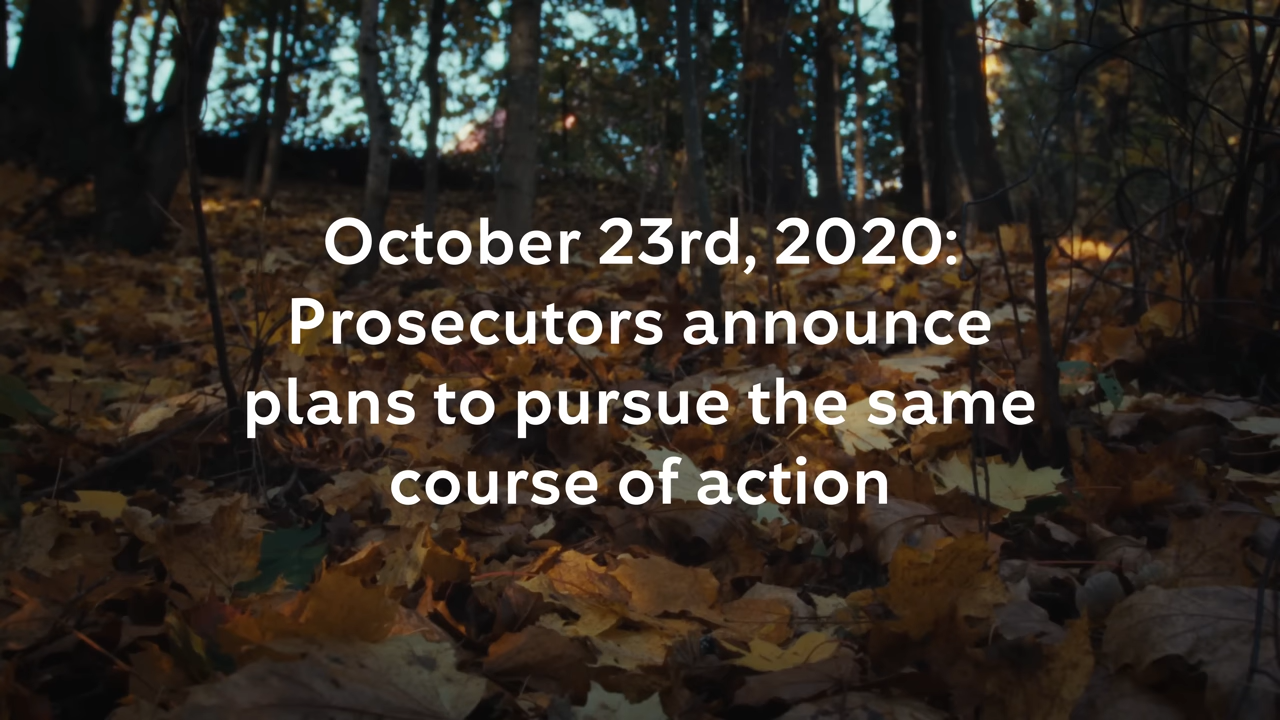 October 23rd, 2020:
Prosecutors announce
plans to pursue the same
course of action